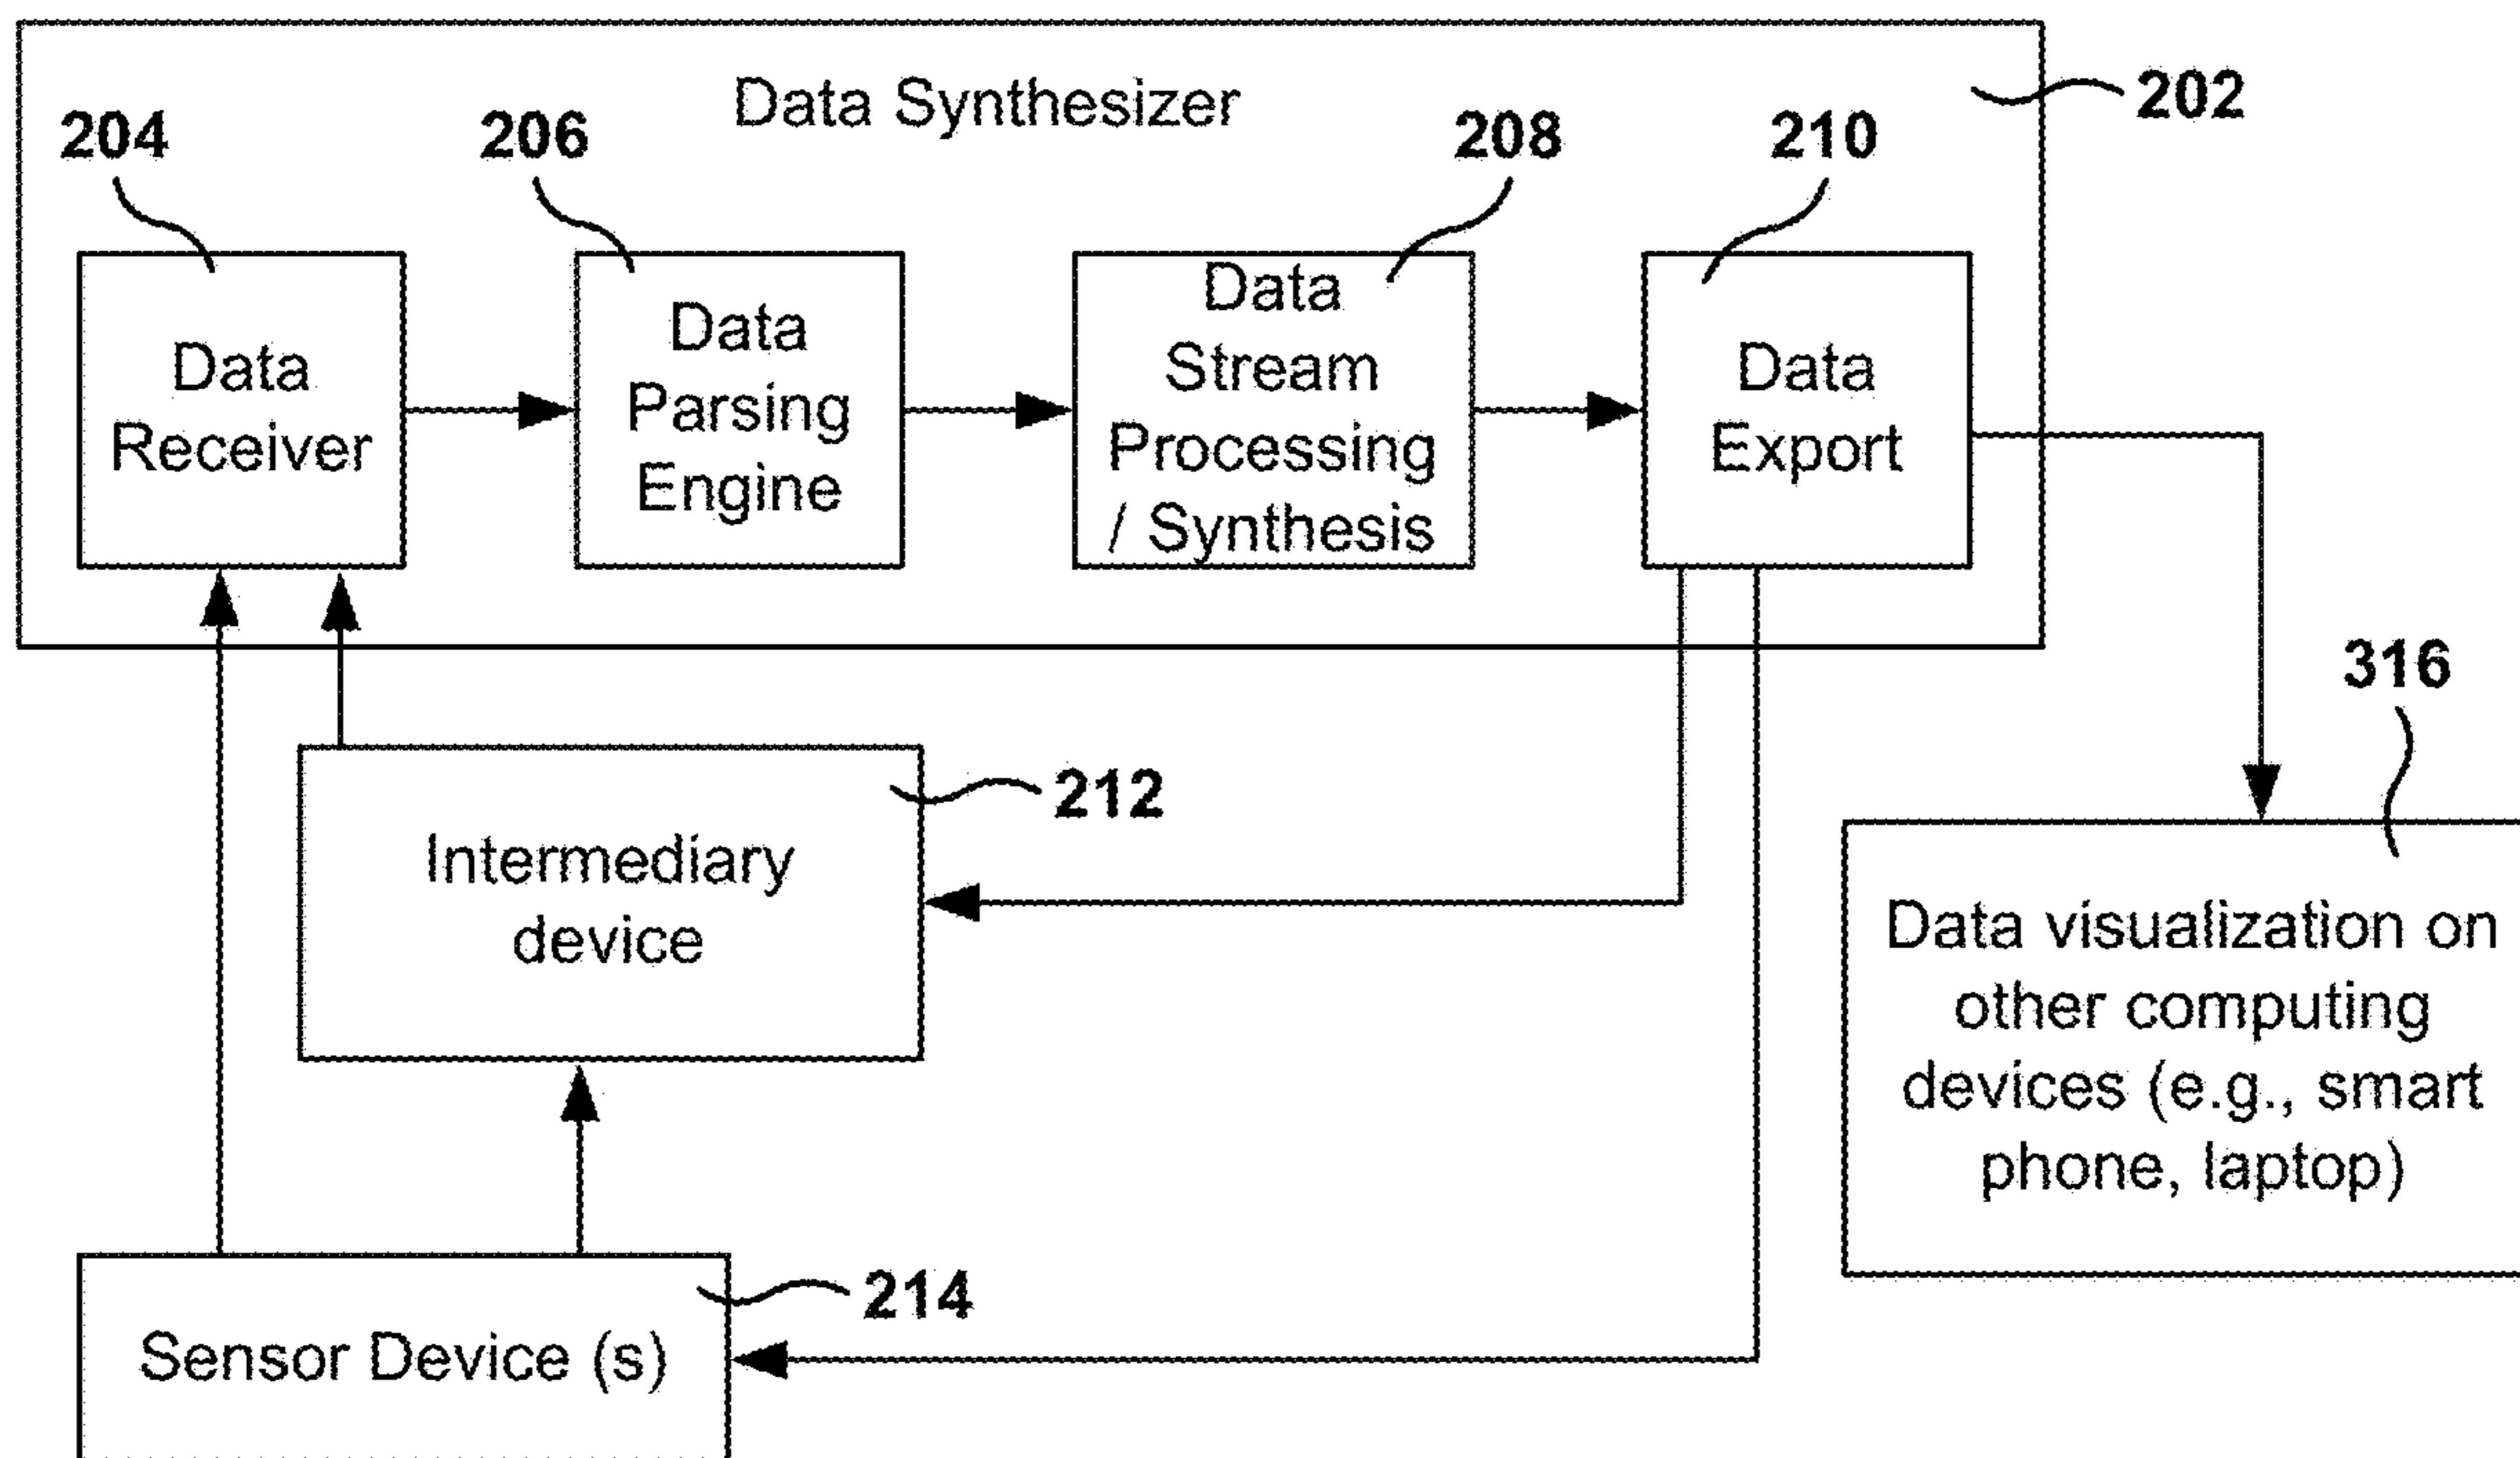 Data Synthesizer
202
204
206
208
210
Data
Receiver
Data
Parsing
Engine
Data
Stream
Processing
/ Synthesis
Data
Export
316
212
Intermediary
device
Data visualization on
other computing
devices (e.g., smart
phone, laptop)
214
Sensor Device (s)